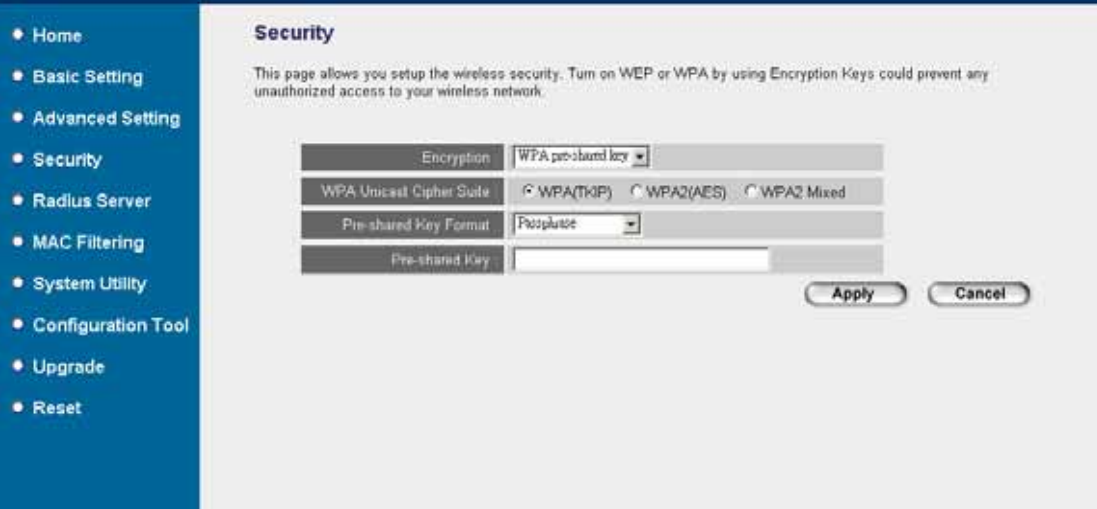 Home
Basic Setting
Advanced Setting
Security
Radius Server
MAC Filtering
System Utility
Configuration Tool
Upgrade
Reset
Security
This page allows you setup the wireless security. Turn on WEP or WPA by using Encryption Keys could prevent any
unauthorized access to your wireless network.
Encryption WPA pre-shared key
WPA Unicast Cipher Suite WPA(TKIP) WPA2(AES) WPA2 Mixed
Pre-shared Key Format Passphrase
Pre-shared Key
Apply Cancel